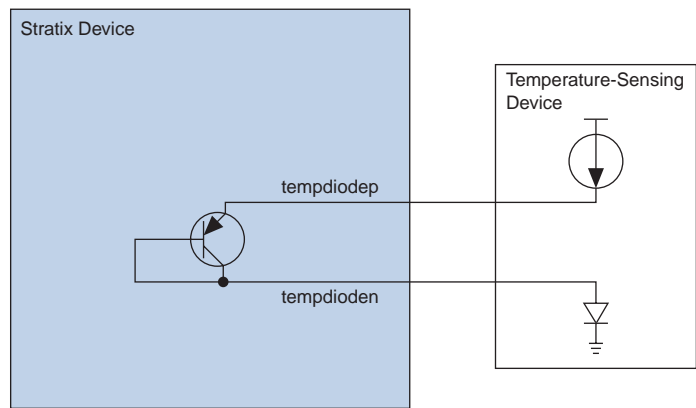 Stratix Device
Temperature-Sensing
Device
tempdiodep
tempdioden